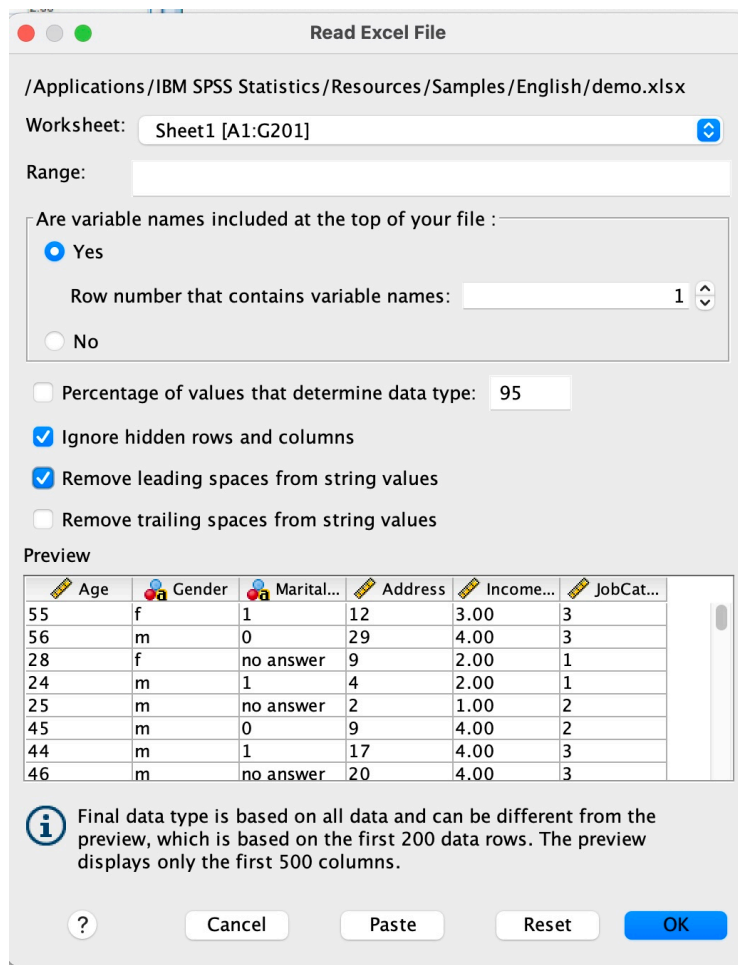 Read Excel File
/Applications/IBM SPSS Statistics/Resources/Samples/English/demo.xlsx
Worksheet: Sheet1 [A1:G201]
Range:
Are variable names included at the top of your file :
Yes
Row number that contains variable names: 1
No
Percentage of values that determine data type: 95
Ignore hidden rows and columns
Remove leading spaces from string values
Remove trailing spaces from string values
Preview
Age Gender Marital... Address Income... JobCat...
55 f 1 12 3.00 3
56 m 0 29 4.00 3
28 f no answer 9 2.00 1
24 m 1 4 2.00 1
25 m no answer 2 1.00 2
45 m 0 9 4.00 2
44 m 1 17 4.00 3
46 m no answer 20 4.00 3
Final data type is based on all data and can be different from the
preview, which is based on the first 200 data rows. The preview
displays only the first 500 columns.
? Cancel Paste Reset OK